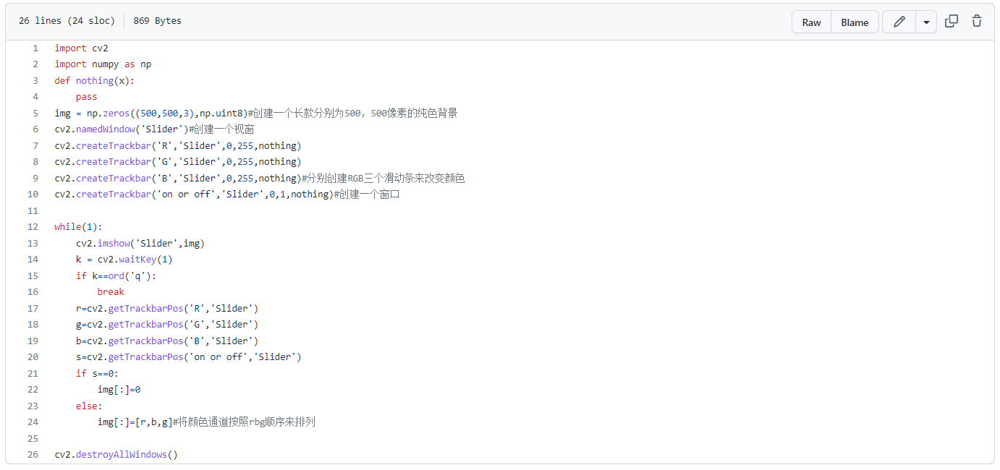 26 lines (24 sloc) 869 Bytes Raw Blame
1 import cv2
2 import numpy as np
3 def nothing(x):
4     pass
5 img = np.zeros((500,500,3),np.uint8)#创建一个长款分别为500，500像素的纯色背景
6 cv2.namedWindow('Slider')#创建一个视窗
7 cv2.createTrackbar('R','Slider',0,255,nothing)
8 cv2.createTrackbar('G','Slider',0,255,nothing)
9 cv2.createTrackbar('B','Slider',0,255,nothing)#分别创建RGB三个滑动条来改变颜色
10 cv2.createTrackbar('on or off','Slider',0,1,nothing)#创建一个窗口
11
12 while(1):
13     cv2.imshow('Slider',img)
14     k = cv2.waitKey(1)
15     if k==ord('q'):
16         break
17     r=cv2.getTrackbarPos('R','Slider')
18     g=cv2.getTrackbarPos('G','Slider')
19     b=cv2.getTrackbarPos('B','Slider')
20     s=cv2.getTrackbarPos('on or off','Slider')
21     if s==0:
22         img[:]=0
23     else:
24         img[:]=[r,b,g]#将颜色通道按照rbg顺序来排列
25
26 cv2.destroyAllWindows()